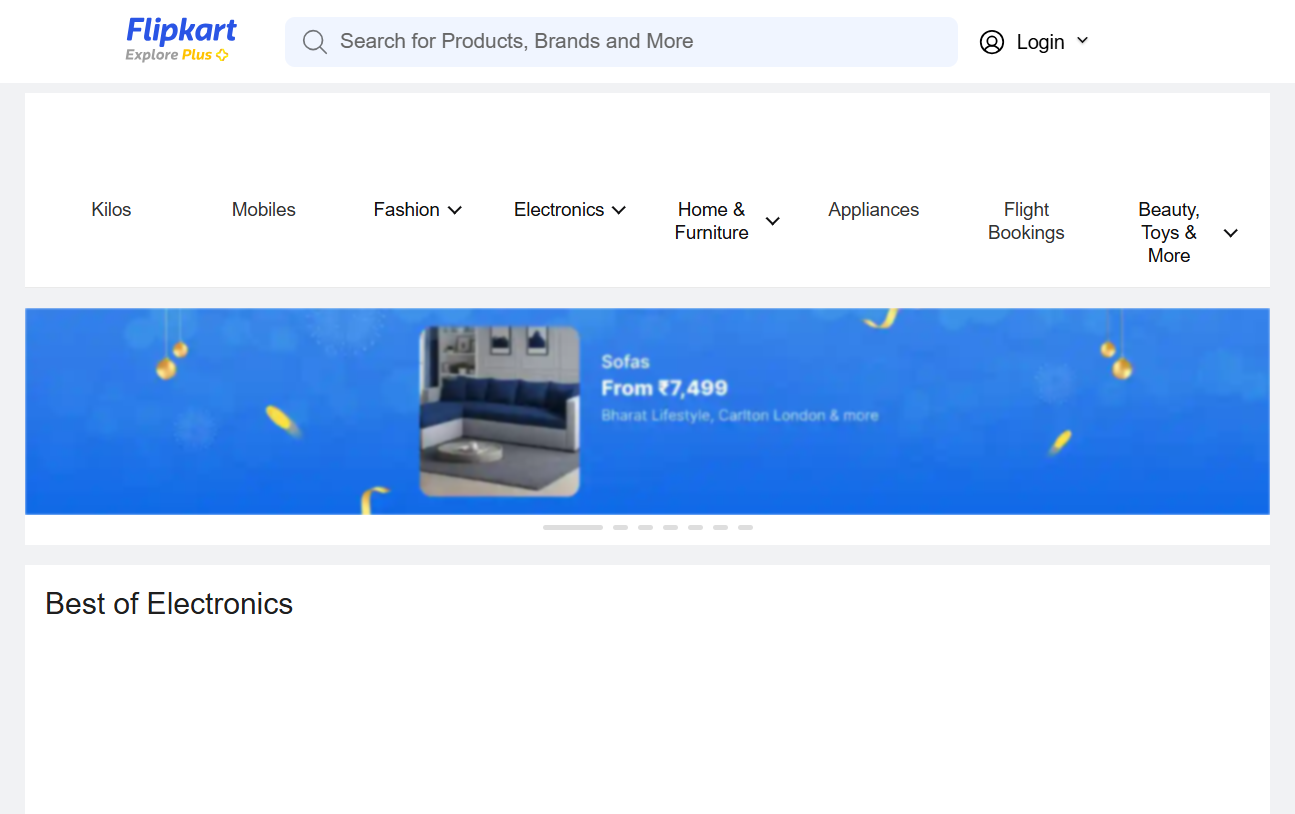 Flipkart
Explore Plus
Search for Products, Brands and More
Login
Kilos
Mobiles
Fashion
Electronics
Home &
Furniture
Appliances
Flight
Bookings
Beauty,
Toys &
More
Sofas
From ₹7,499
Bharat Lifestyle, Carlton London & more
Best of Electronics